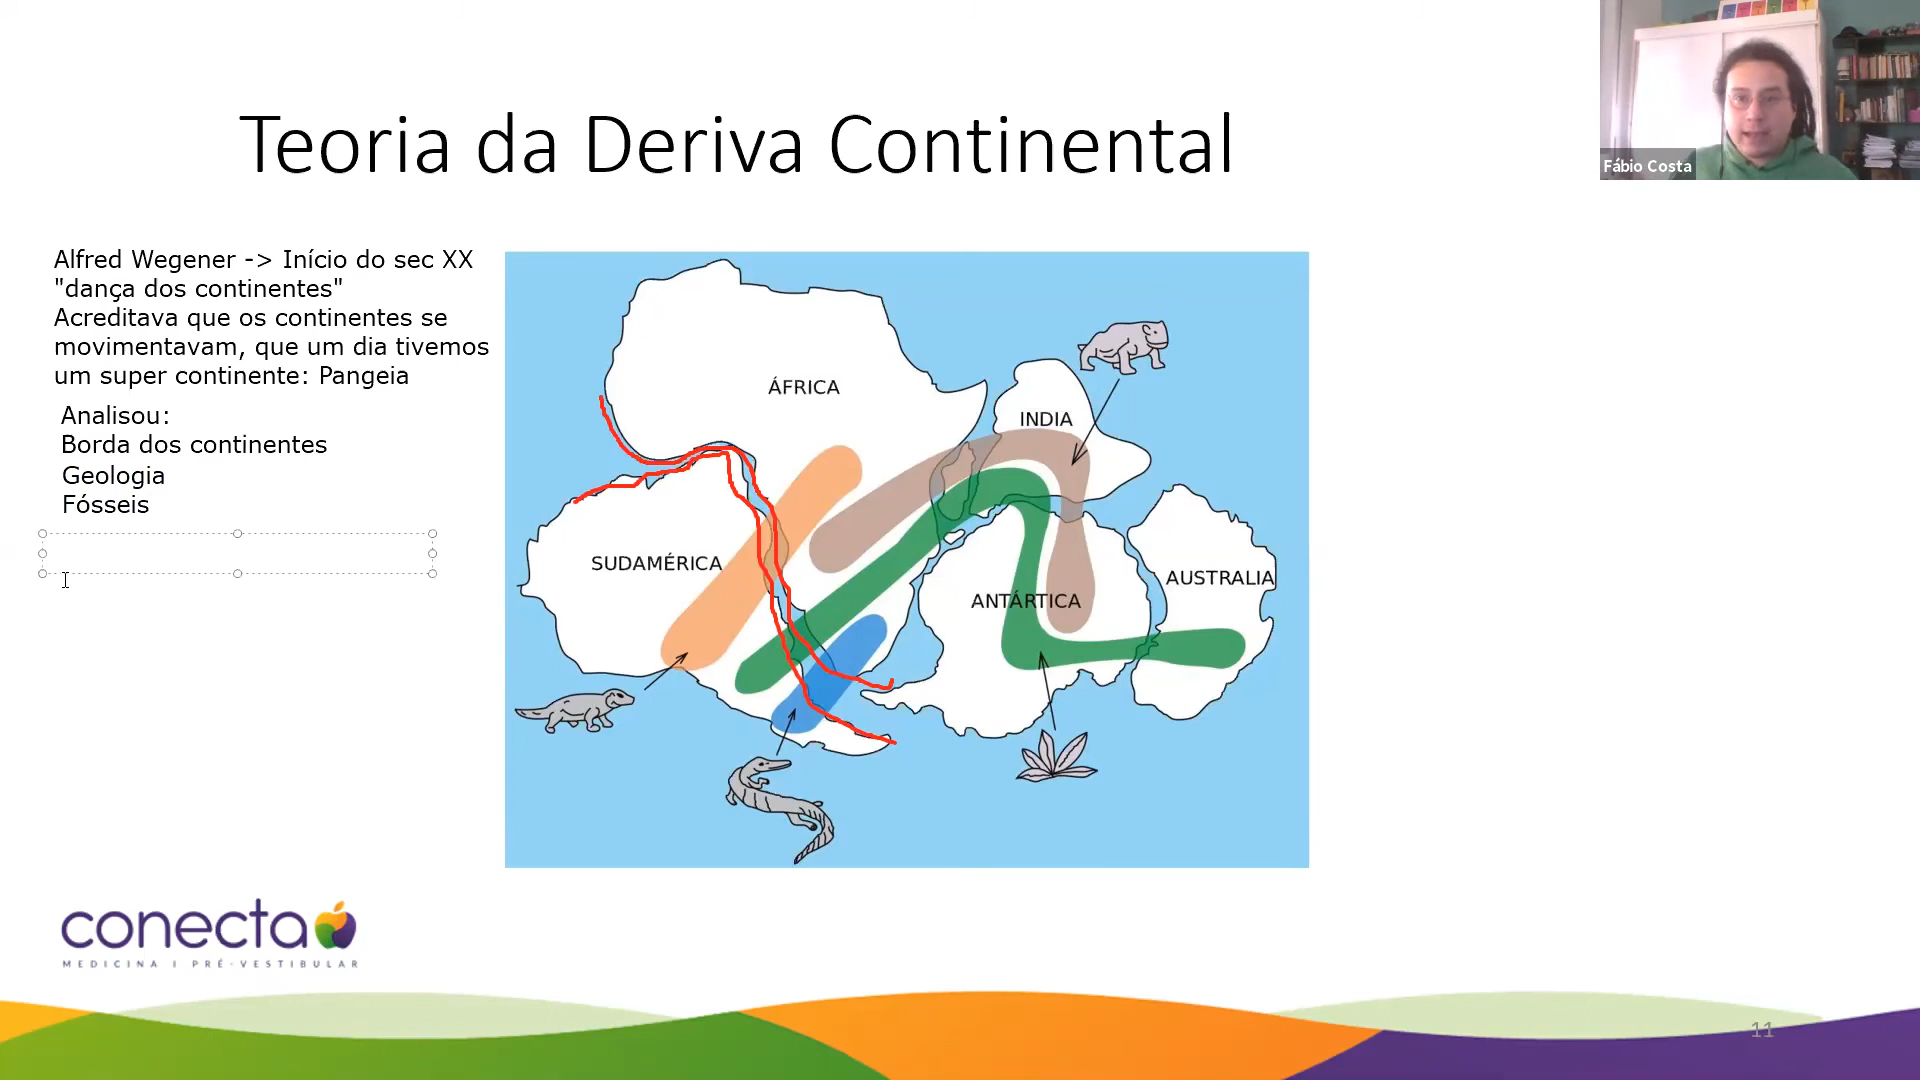 Fábio Costa
Teoria da Deriva Continental
Alfred Wegener -> Início do sec XX
"dança dos continentes"
Acreditava que os continentes se
movimentavam, que um dia tivemos
um super continente: Pangeia
Analisou:
Borda dos continentes
Geologia
Fósseis
ÁFRICA
INDIA
SUDAMÉRICA
ANTÁRTICA
AUSTRALIA
conecta
MEDICINA I PRÉ-VESTIBULAR
11